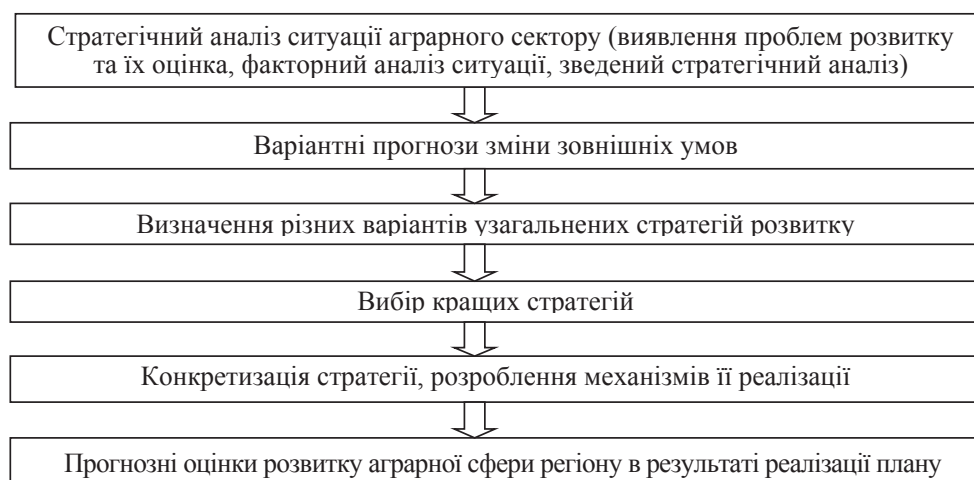 Стратегічний аналіз ситуації аграрного сектору (виявлення проблем розвитку
та їх оцінка, факторний аналіз ситуації, зведений стратегічний аналіз)
Варіантні прогнози зміни зовнішніх умов
Визначення різних варіантів узагальнених стратегій розвитку
Вибір кращих стратегій
Конкретизація стратегії, розроблення механізмів її реалізації
Прогнозні оцінки розвитку аграрної сфери регіону в результаті реалізації плану